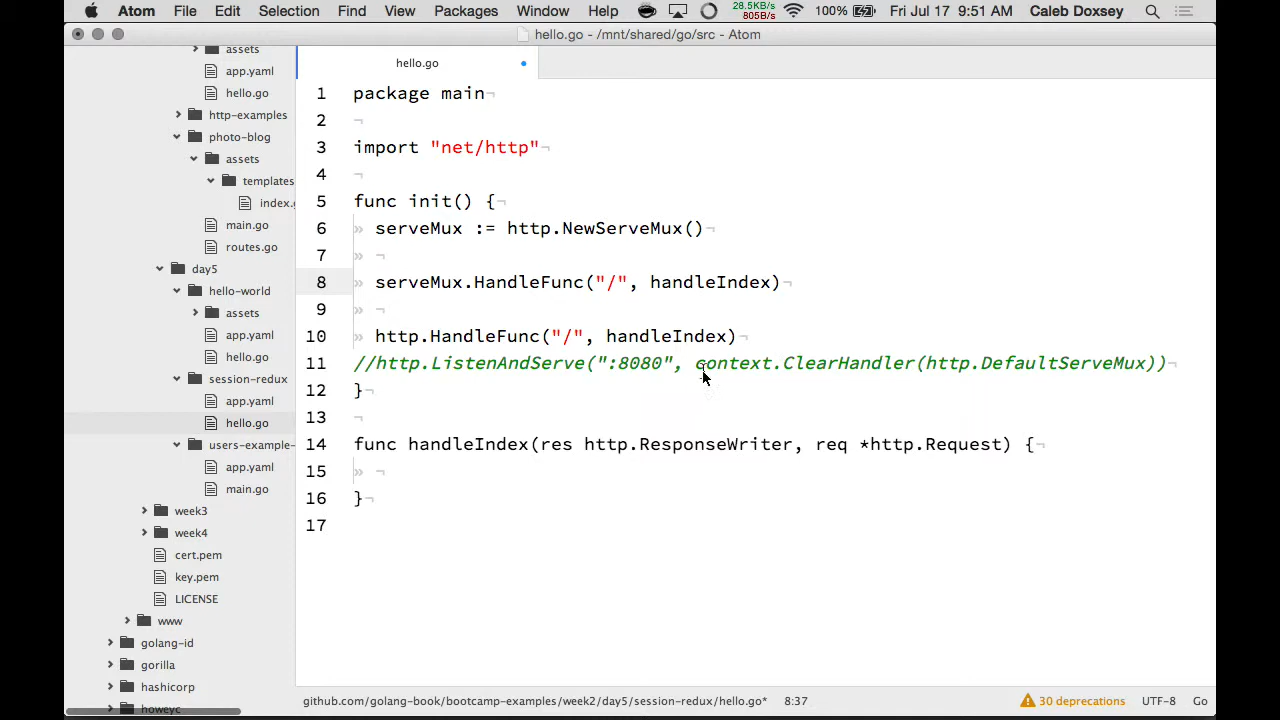 Atom File Edit Selection Find View Packages Window Help 28.5KB/s 805B/s 100% Fri Jul 17 9:51 AM Caleb Doxsey
hello.go - /mnt/shared/go/src - Atom
assets
app.yaml
hello.go
http-examples
photo-blog
assets
templates
index.g
main.go
routes.go
day5
hello-world
assets
app.yaml
hello.go
session-redux
app.yaml
hello.go
users-example-
app.yaml
main.go
week3
week4
cert.pem
key.pem
LICENSE
www
golang-id
gorilla
hashicorp
howeyc
hello.go
1 package main¬
2 ¬
3 import "net/http"¬
4 ¬
5 func init() {¬
6 » serveMux := http.NewServeMux()¬
7 » ¬
8 » serveMux.HandleFunc("/", handleIndex)¬
9 » ¬
10 » http.HandleFunc("/", handleIndex)¬
11 //http.ListenAndServe(":8080", context.ClearHandler(http.DefaultServeMux))¬
12 }¬
13 ¬
14 func handleIndex(res http.ResponseWriter, req *http.Request) {¬
15 » ¬
16 }¬
17
github.com/golang-book/bootcamp-examples/week2/day5/session-redux/hello.go* 8:37 30 deprecations UTF-8 Go